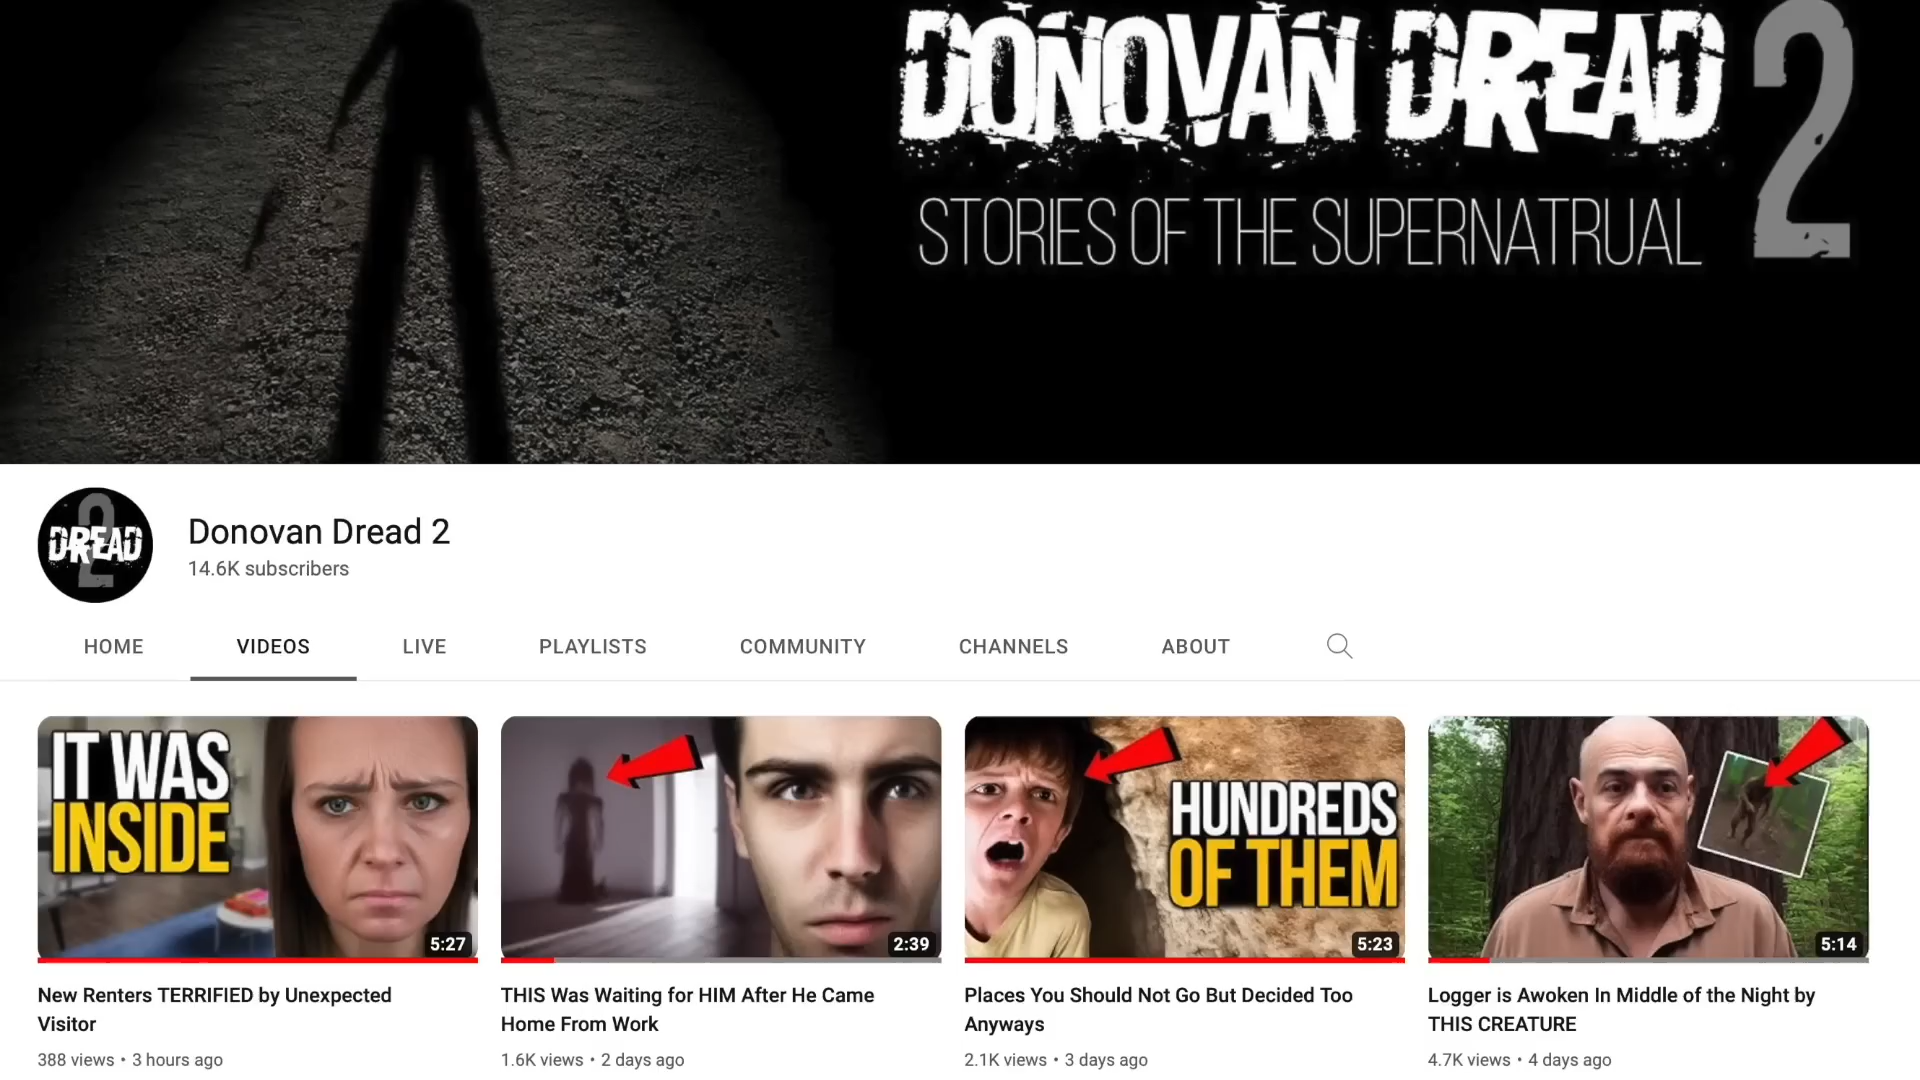 DONOVAN DREAD 2
STORIES OF THE SUPERNATRUAL
2
DREAD
Donovan Dread 2
14.6K subscribers
HOME VIDEOS LIVE PLAYLISTS COMMUNITY CHANNELS ABOUT
IT WAS
INSIDE
5:27
2:39
HUNDREDS
OF THEM
5:23
5:14
New Renters TERRIFIED by Unexpected
Visitor
388 views • 3 hours ago
THIS Was Waiting for HIM After He Came
Home From Work
1.6K views • 2 days ago
Places You Should Not Go But Decided Too
Anyways
2.1K views • 3 days ago
Logger is Awoken In Middle of the Night by
THIS CREATURE
4.7K views • 4 days ago